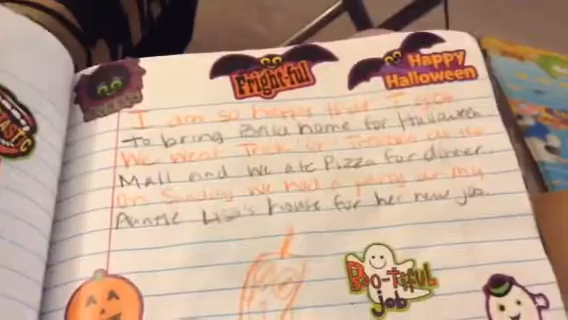 Fright-ful
Happy
Halloween
I am so happy that I get
To bring Bella home for Halloween
We went Trick or Treating at the
Mall and we ate Pizza for dinner.
On Sunday we had a party at my
Auntie Lisa's house for her new job.
Boo-tiful
job